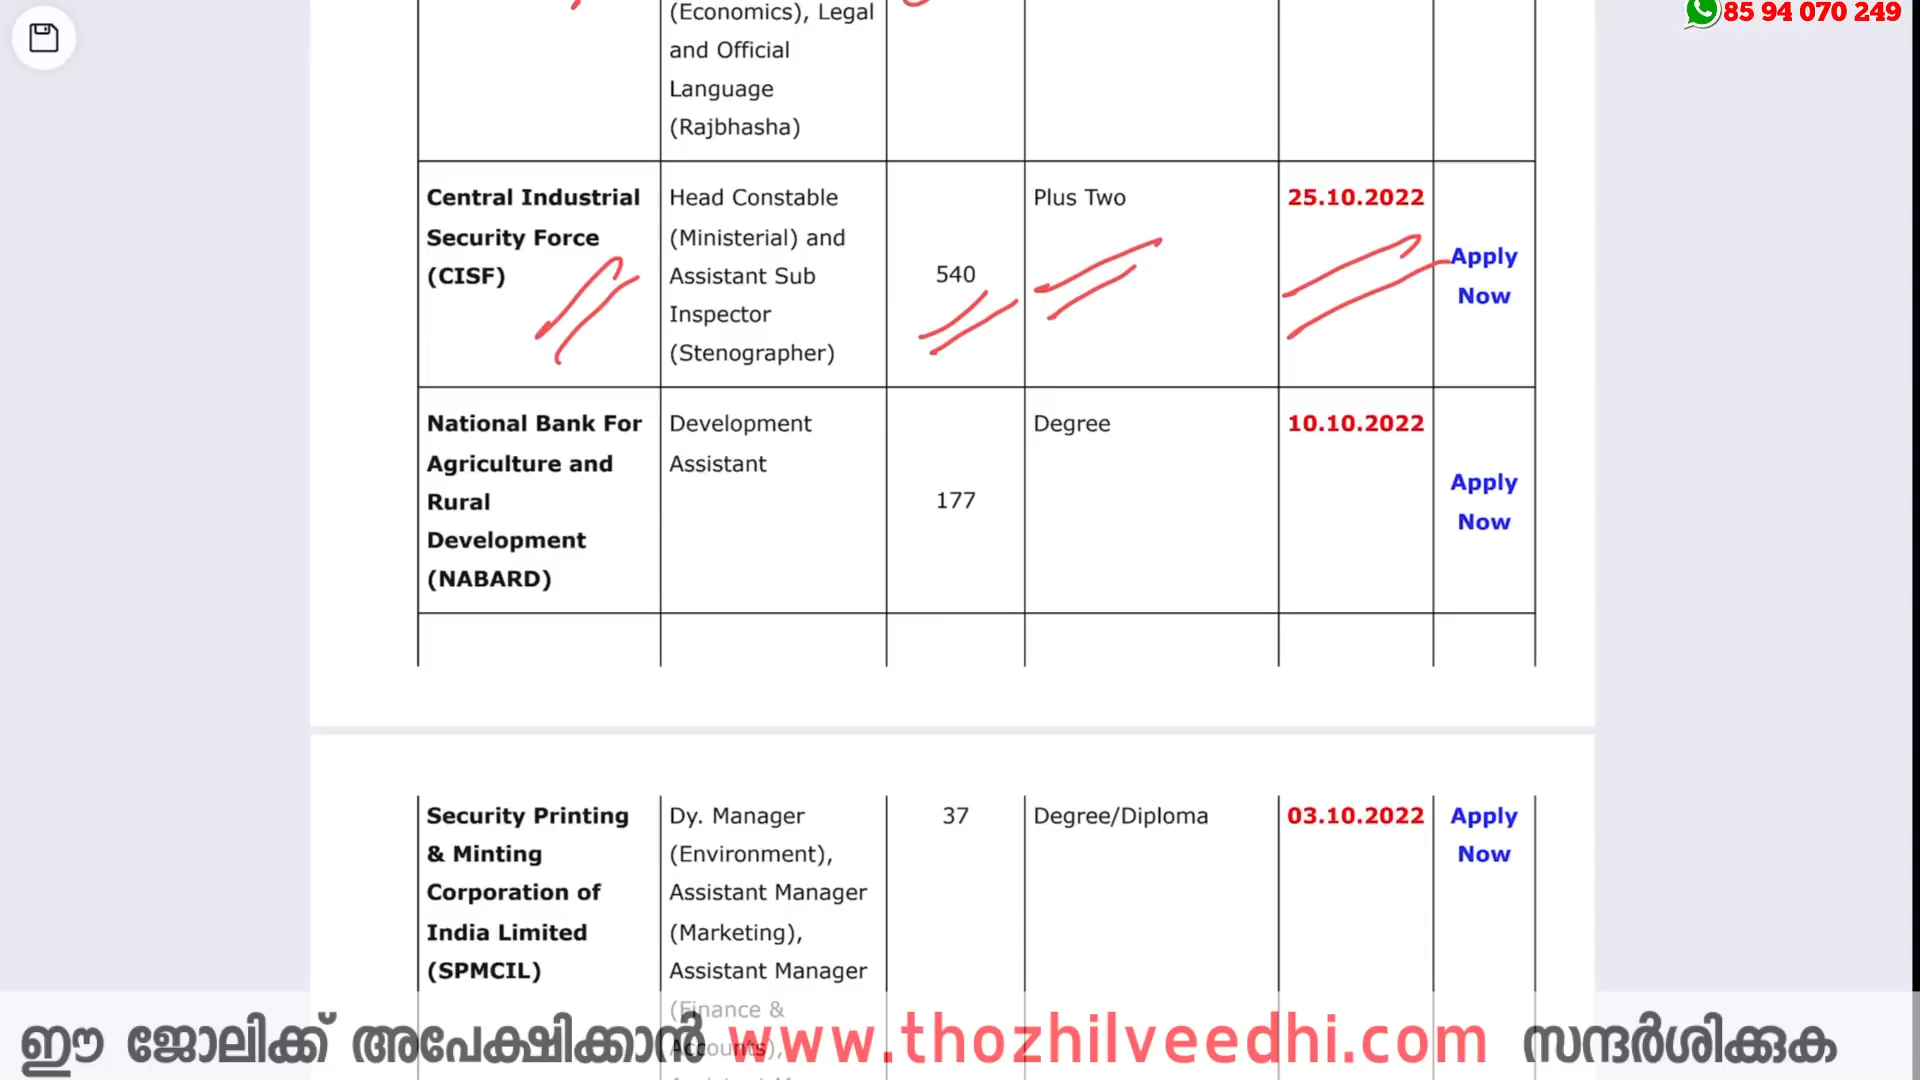 85 94 070 249
(Economics), Legal
and Official
Language
(Rajbhasha)
Central Industrial
Security Force
(CISF)
Head Constable
(Ministerial) and
Assistant Sub
Inspector
(Stenographer)
540
Plus Two
25.10.2022
Apply
Now
National Bank For
Agriculture and
Rural
Development
(NABARD)
Development
Assistant
177
Degree
10.10.2022
Apply
Now
Security Printing
& Minting
Corporation of
India Limited
(SPMCIL)
Dy. Manager
(Environment),
Assistant Manager
(Marketing),
Assistant Manager
(Finance &
Accounts),
37
Degree/Diploma
03.10.2022
Apply
Now
ഈ ജോലിക്ക് അപേക്ഷിക്കാൻ www.thozhilveedhi.com സന്ദർശിക്കുക